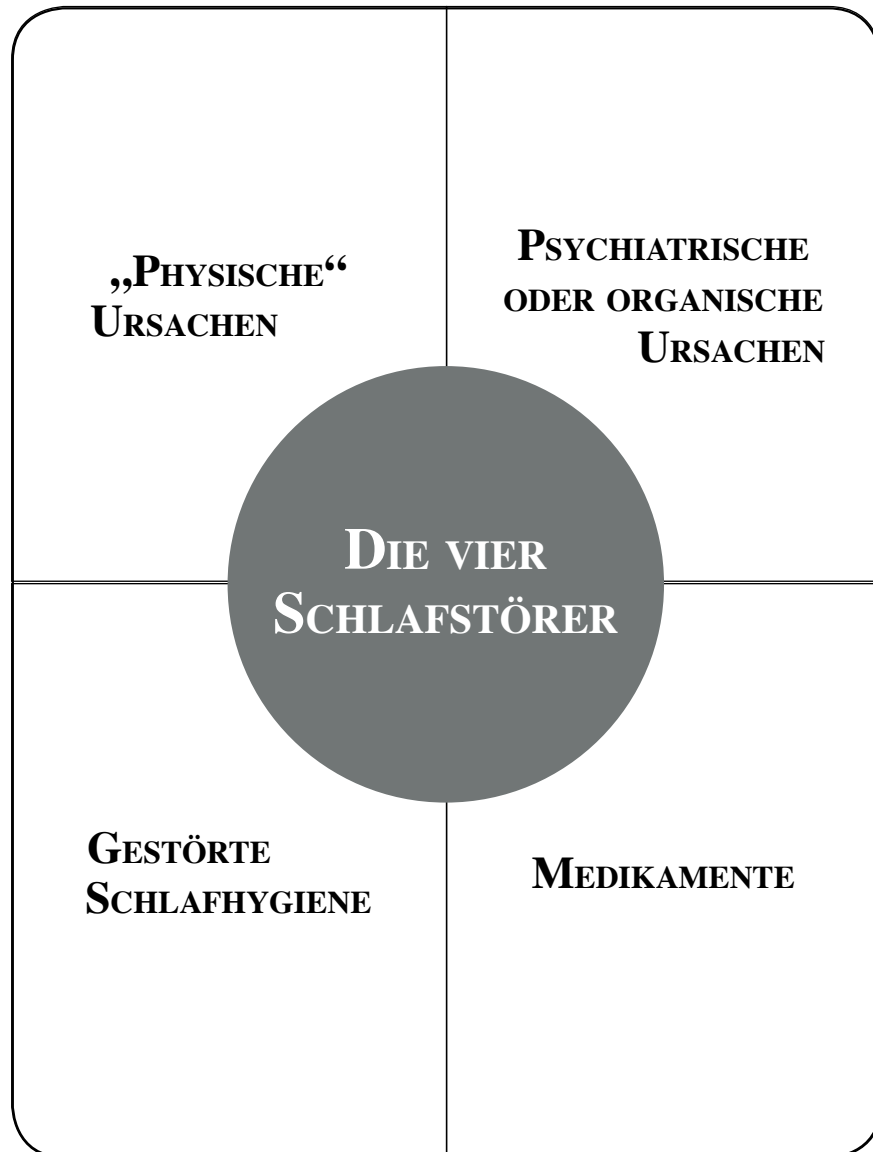 „Physische“
Ursachen
Psychiatrische
oder organische
Ursachen
Die vier
Schlafstörer
Gestörte
Schlafhygiene
Medikamente